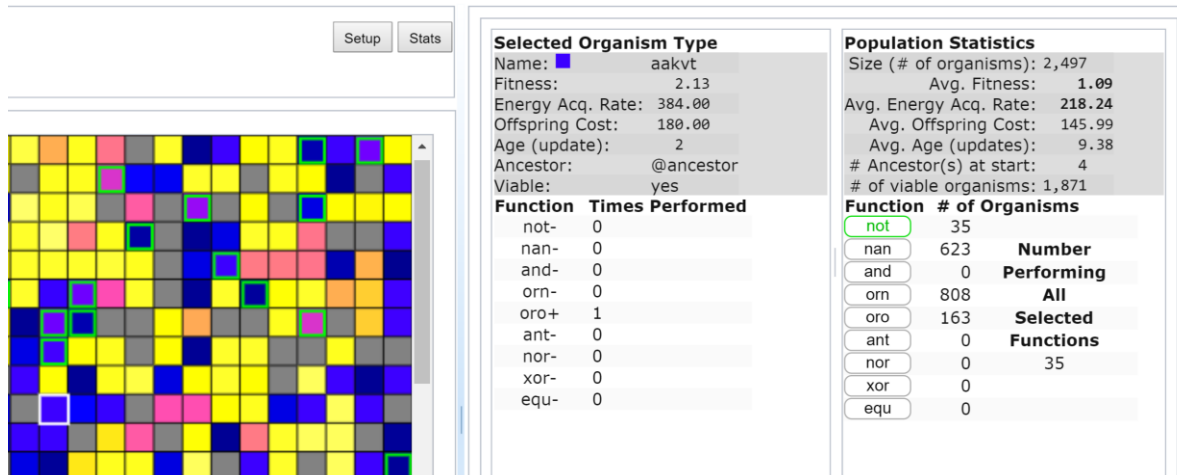 Setup Stats
Selected Organism Type
Name: aakvt
Fitness: 2.13
Energy Acq. Rate: 384.00
Offspring Cost: 180.00
Age (update): 2
Ancestor: @ancestor
Viable: yes
Function Times Performed
not- 0
nan- 0
and- 0
orn- 0
oro+ 1
ant- 0
nor- 0
xor- 0
equ- 0
Population Statistics
Size (# of organisms): 2,497
Avg. Fitness: 1.09
Avg. Energy Acq. Rate: 218.24
Avg. Offspring Cost: 145.99
Avg. Age (updates): 9.38
# Ancestor(s) at start: 4
# of viable organisms: 1,871
Function # of Organisms
not 35
nan 623 Number
and 0 Performing
orn 808 All
oro 163 Selected
ant 0 Functions
nor 0 35
xor 0
equ 0